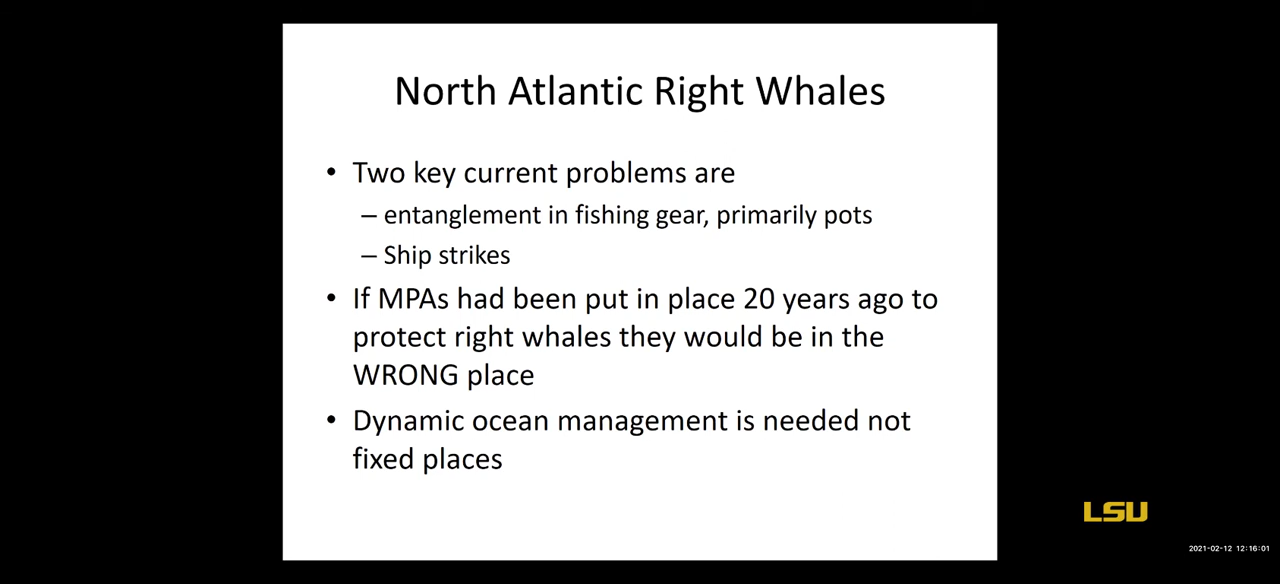 North Atlantic Right Whales
• Two key current problems are
– entanglement in fishing gear, primarily pots
– Ship strikes
• If MPAs had been put in place 20 years ago to
protect right whales they would be in the
WRONG place
• Dynamic ocean management is needed not
fixed places
LSU
2021-02-12 12:16:01